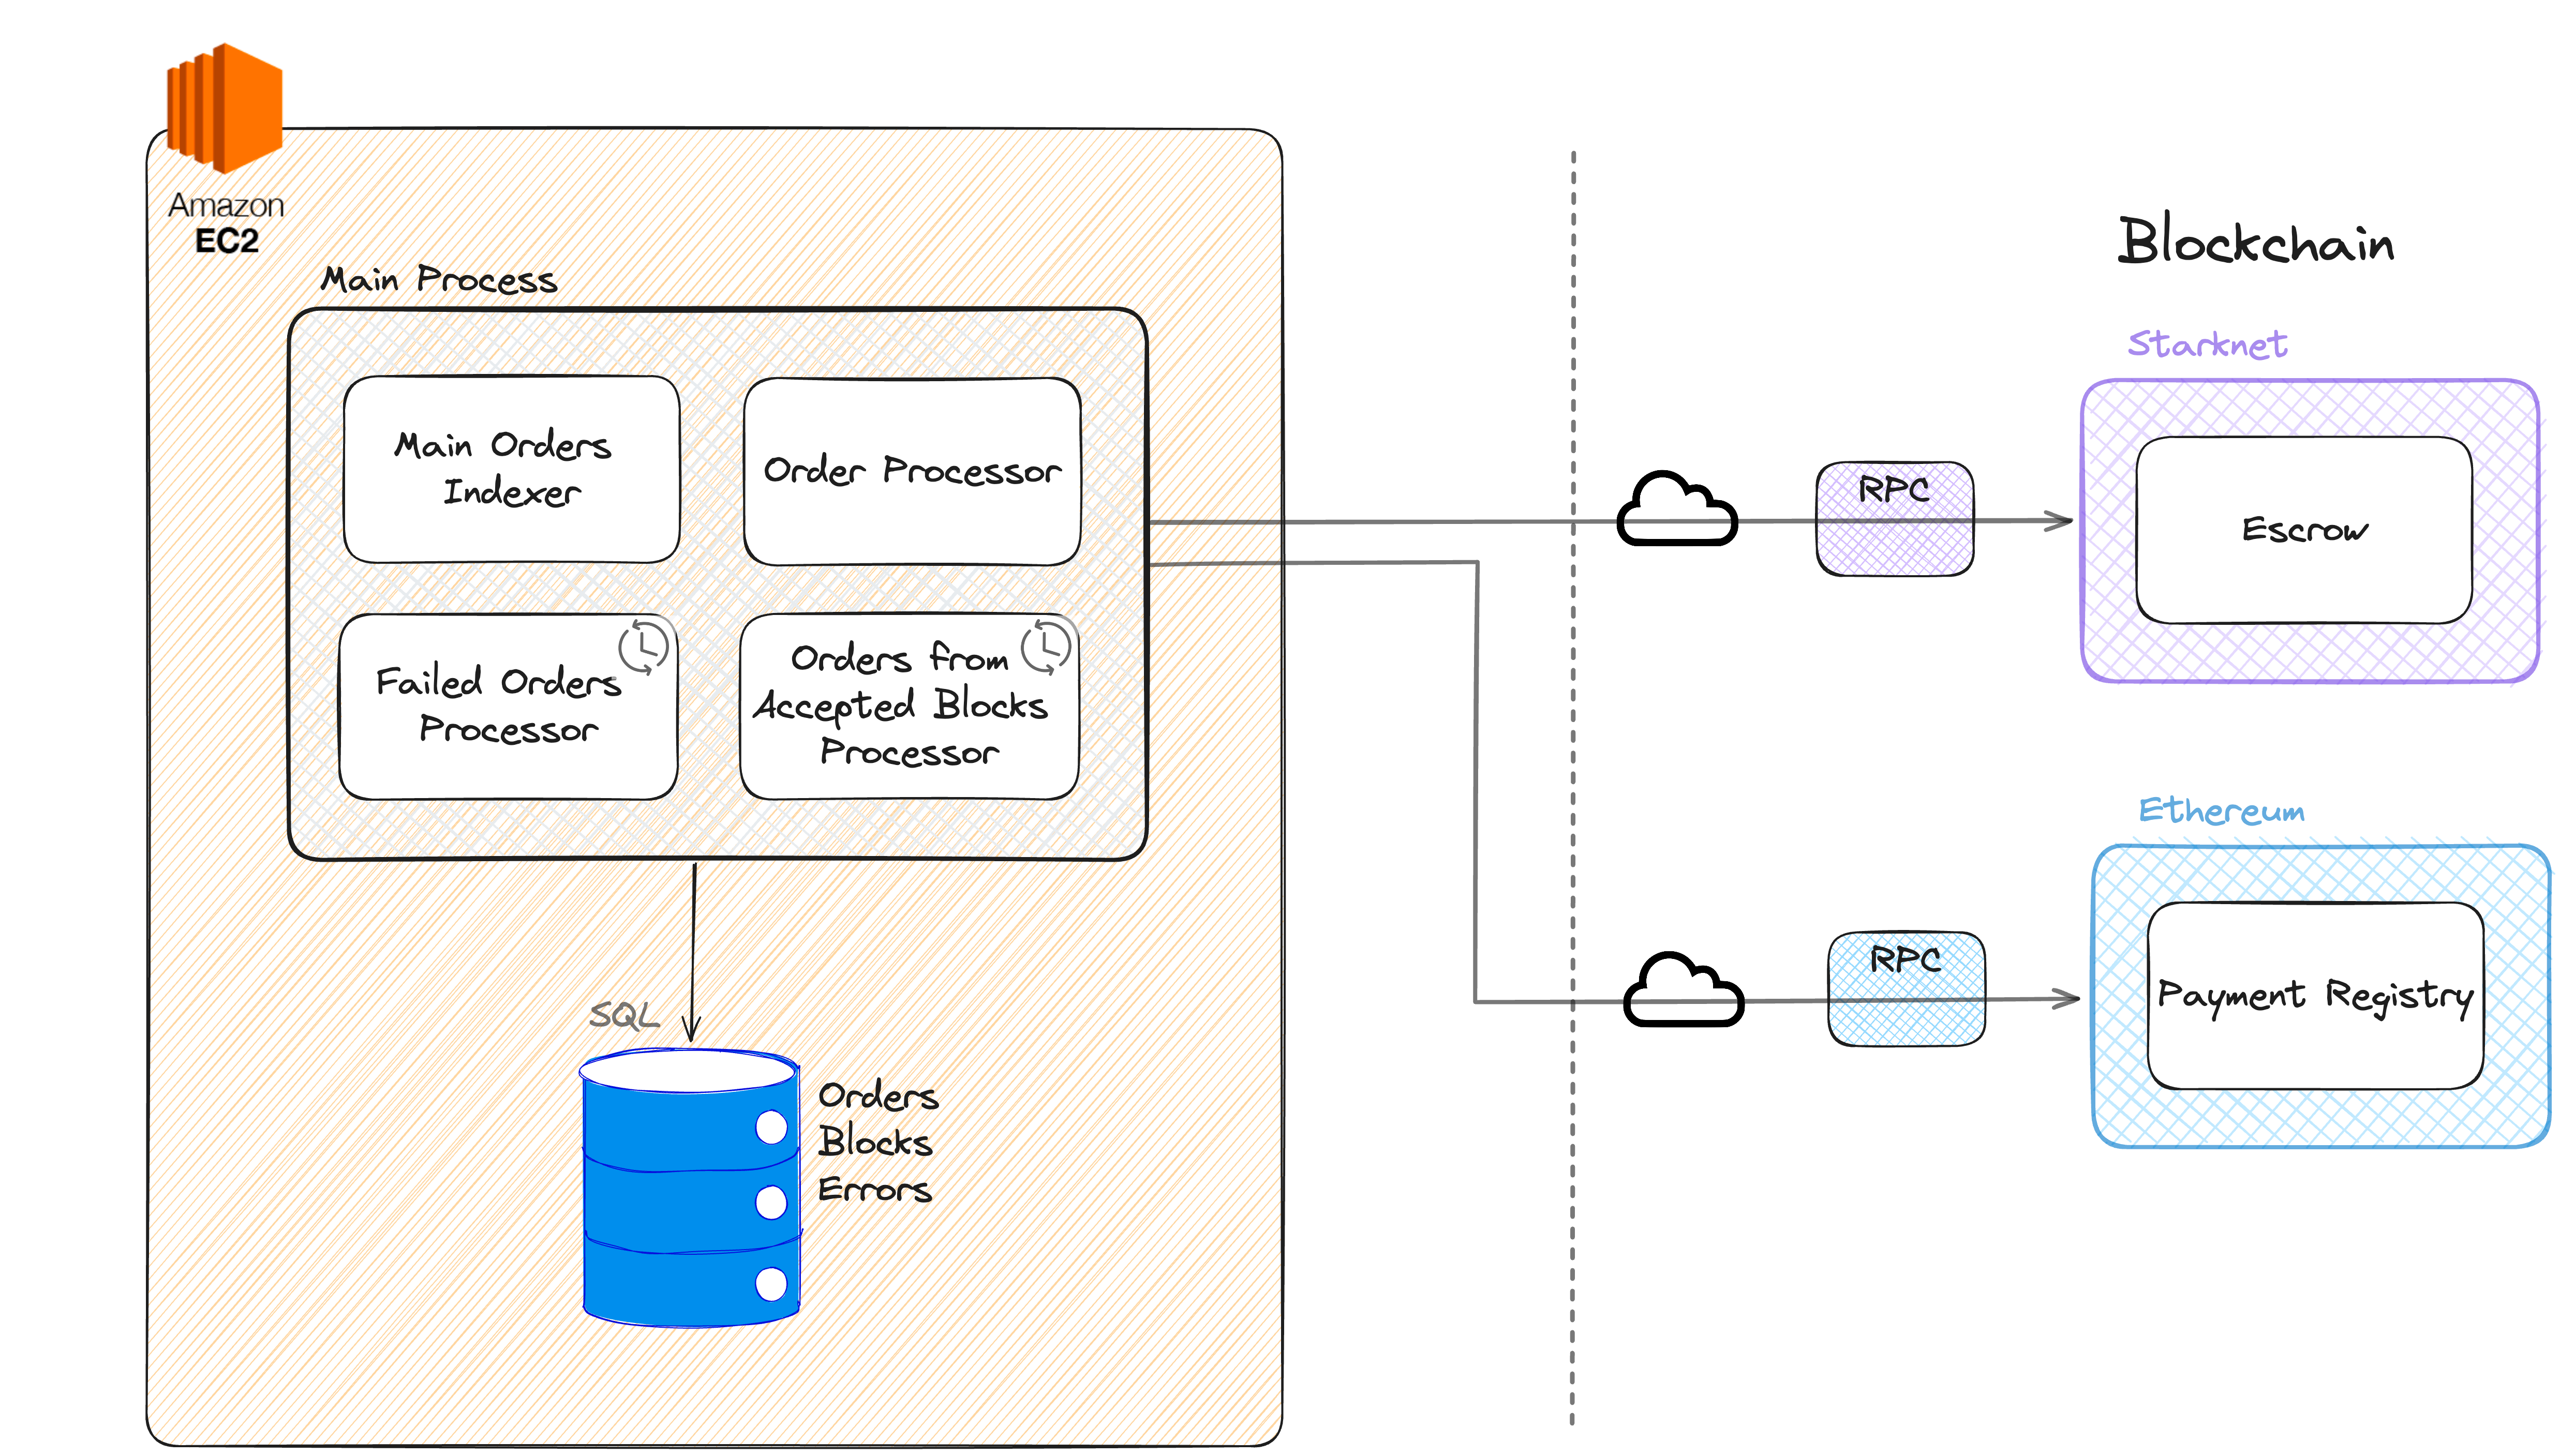 Amazon
EC2
Main Process
Main Orders
Indexer
Order Processor
Failed Orders
Processor
Orders from
Accepted Blocks
Processor
SQL
Orders
Blocks
Errors
Blockchain
Starknet
RPC
Escrow
Ethereum
RPC
Payment Registry